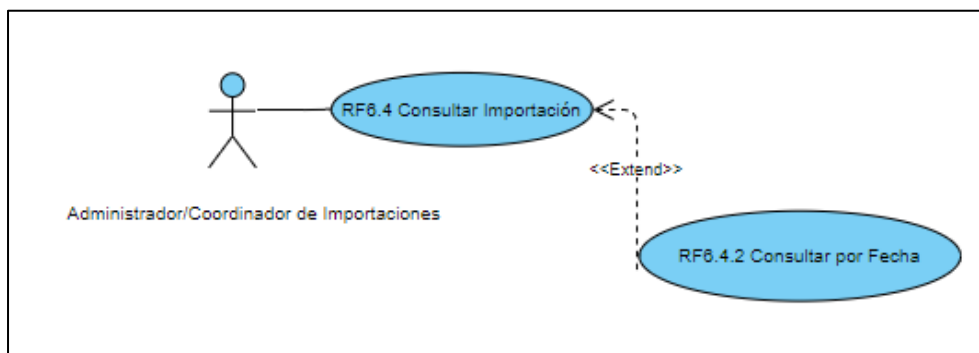 RF6.4 Consultar Importación
<<Extend>>
Administrador/Coordinador de Importaciones
RF6.4.2 Consultar por Fecha